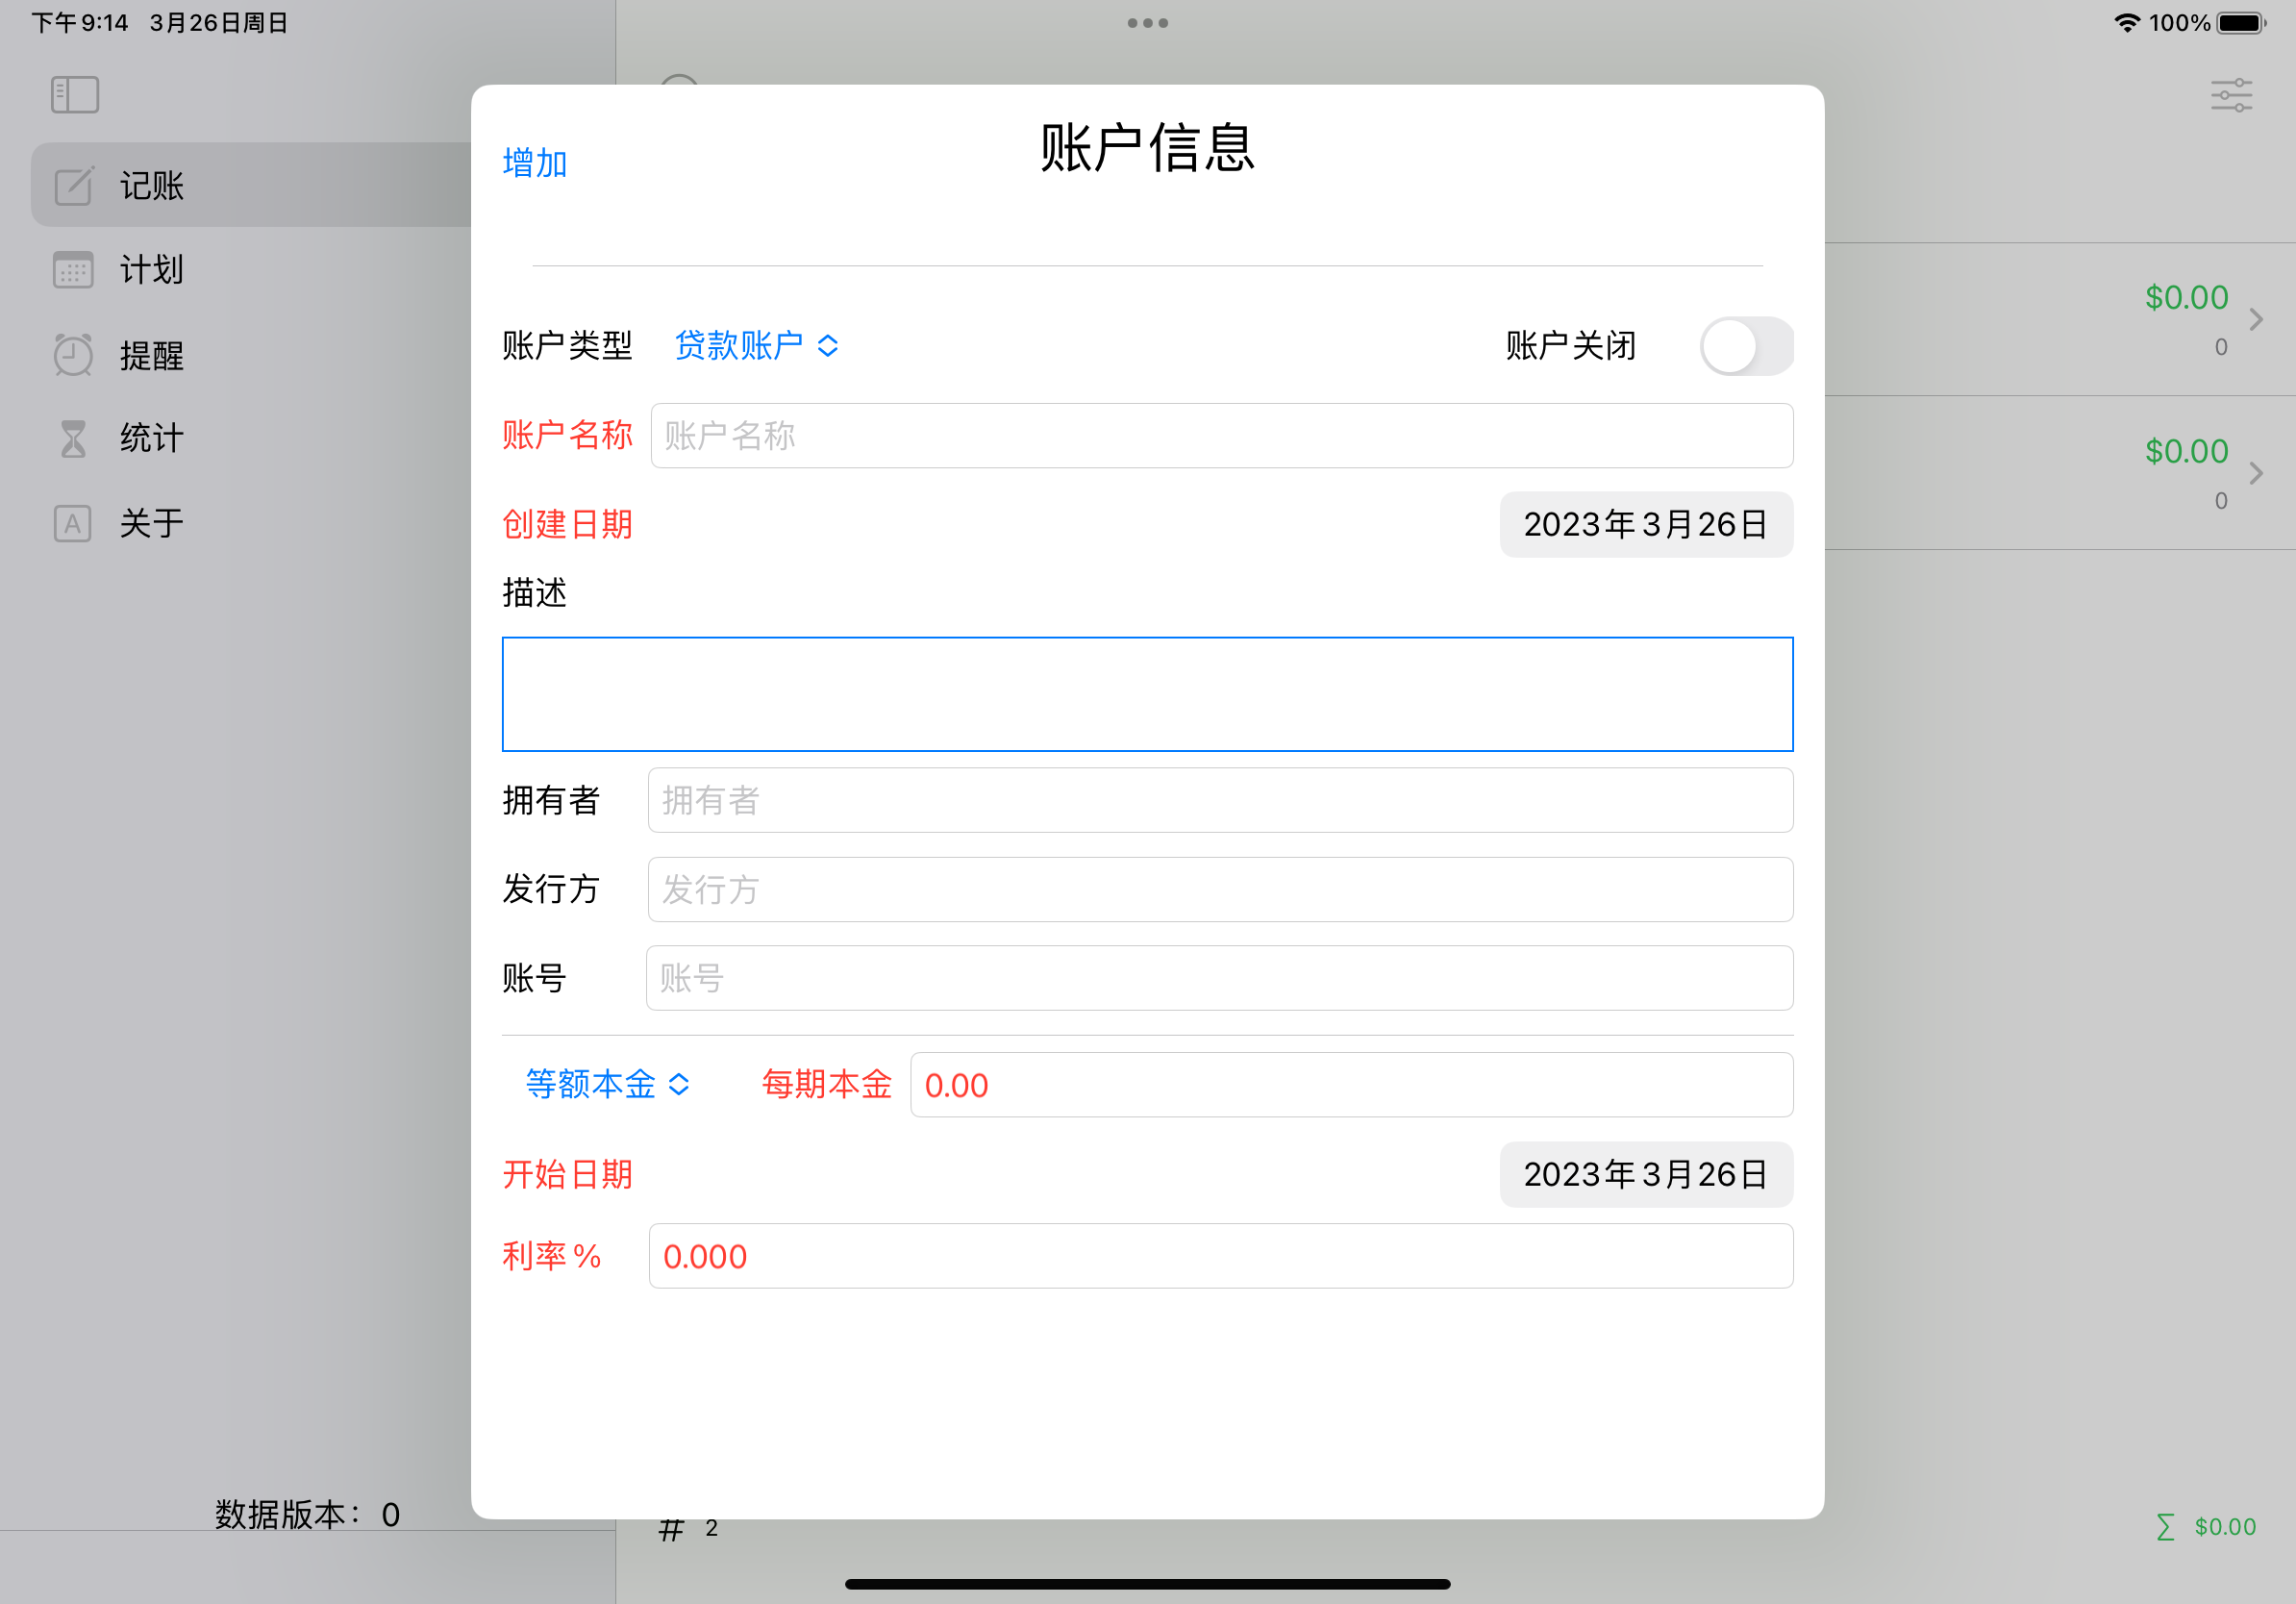 下午9:14 3月26日周日
100%
记账
计划
提醒
统计
关于
数据版本： 0
增加
账户信息
账户类型 贷款账户 账户关闭
账户名称 账户名称
创建日期 2023年3月26日
描述
拥有者 拥有者
发行方 发行方
账号 账号
等额本金 每期本金 0.00
开始日期 2023年3月26日
利率% 0.000
$0.00
0
$0.00
0
# 2
∑ $0.00